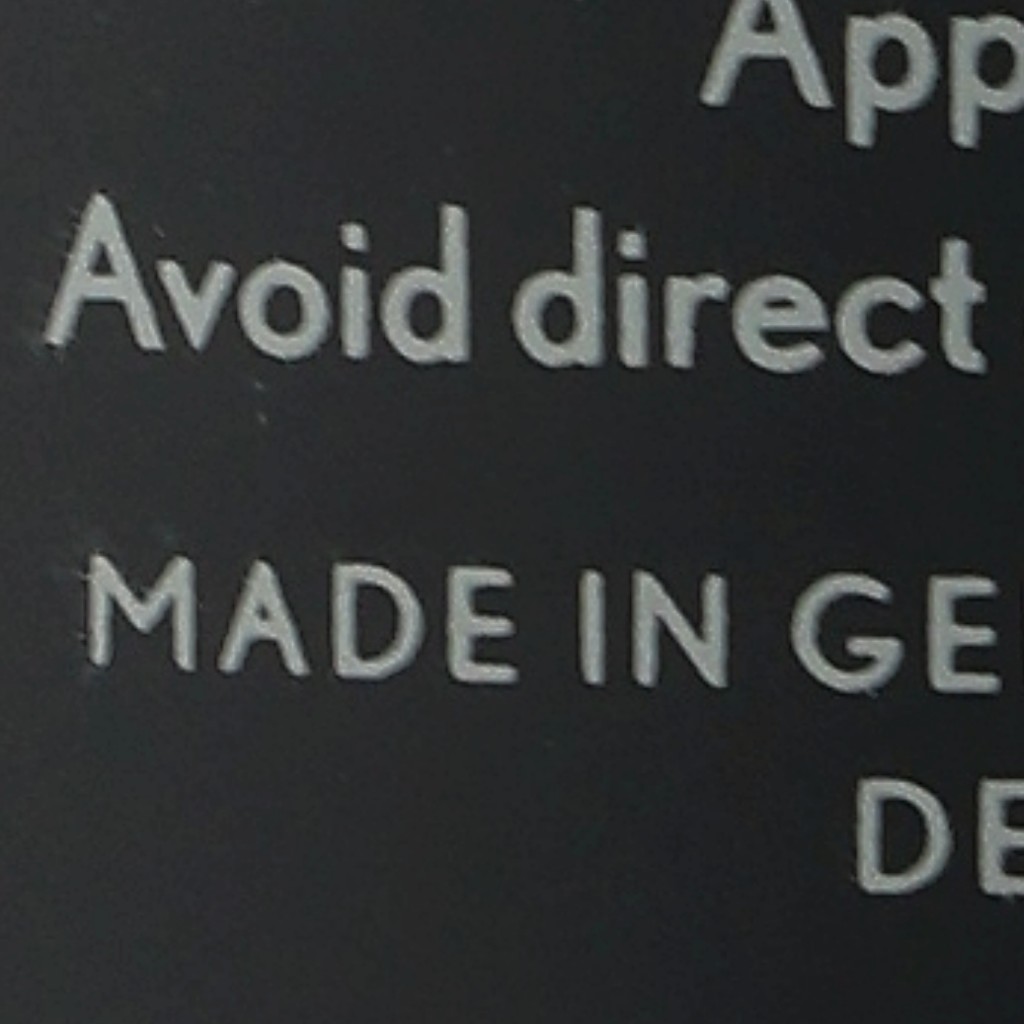 App
Avoid direct
MADE IN GE
DE